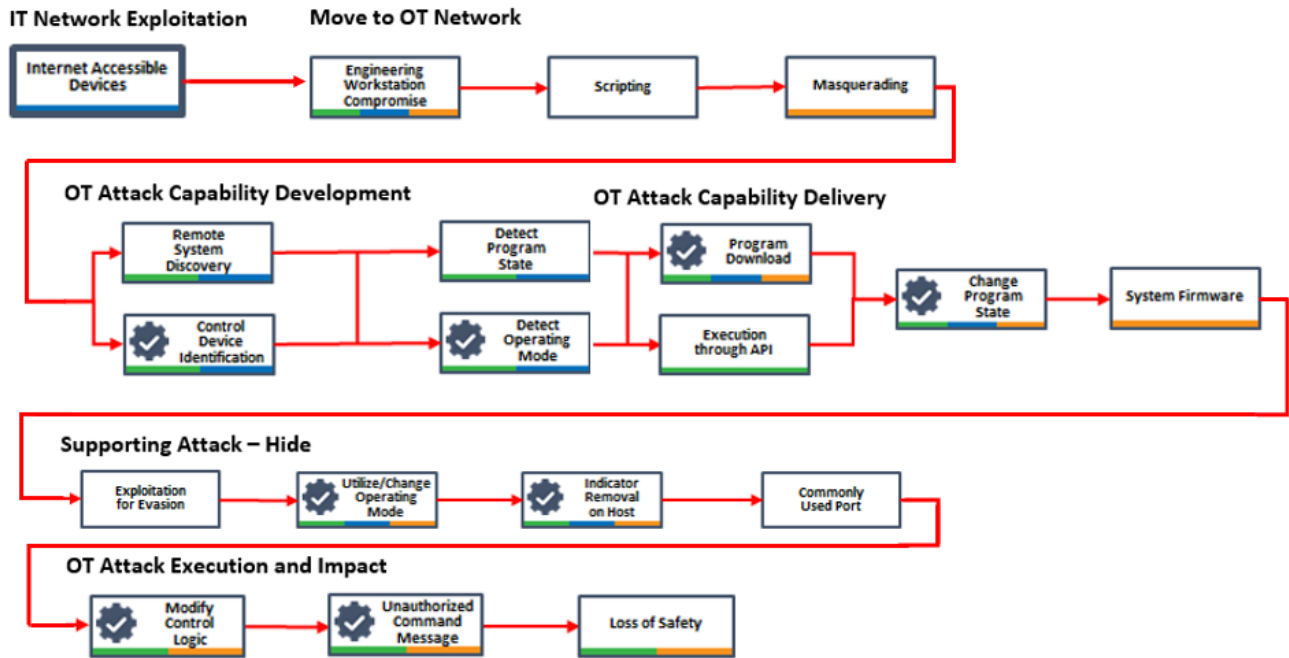 IT Network Exploitation
Move to OT Network
Internet Accessible
Devices
Engineering
Workstation
Compromise
Scripting
Masquerading
OT Attack Capability Development
OT Attack Capability Delivery
Remote
System
Discovery
Detect
Program
State
Program
Download
Change
Program
State
System Firmware
Control
Device
Identification
Detect
Operating
Mode
Execution
through API
Supporting Attack – Hide
Exploitation
for Evasion
Utilize/Change
Operating
Mode
Indicator
Removal
on Host
Commonly
Used Port
OT Attack Execution and Impact
Modify
Control
Logic
Unauthorized
Command
Message
Loss of Safety